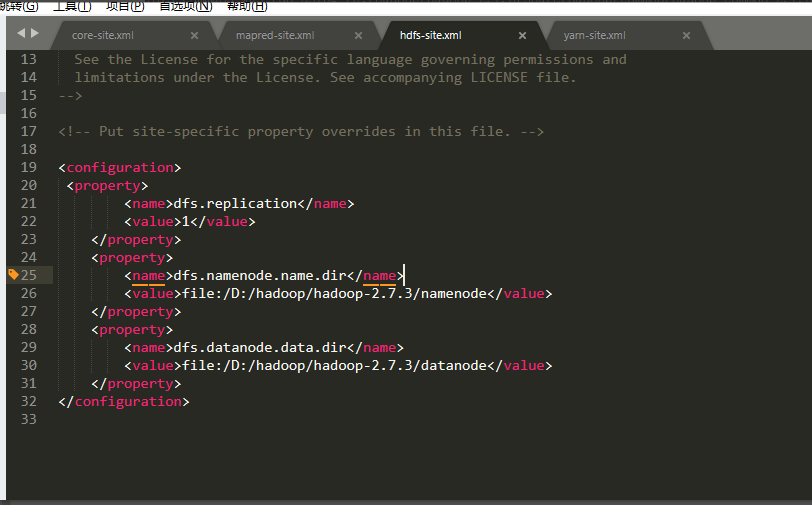 跳转(G) 工具(T) 项目(P) 首选项(N) 帮助(H)
core-site.xml × mapred-site.xml × hdfs-site.xml × yarn-site.xml ×
13 See the License for the specific language governing permissions and
14 limitations under the License. See accompanying LICENSE file.
15 -->
16
17 <!-- Put site-specific property overrides in this file. -->
18
19 <configuration>
20 <property>
21 <name>dfs.replication</name>
22 <value>1</value>
23 </property>
24 <property>
25 <name>dfs.namenode.name.dir</name>
26 <value>file:/D:/hadoop/hadoop-2.7.3/namenode</value>
27 </property>
28 <property>
29 <name>dfs.datanode.data.dir</name>
30 <value>file:/D:/hadoop/hadoop-2.7.3/datanode</value>
31 </property>
32 </configuration>
33